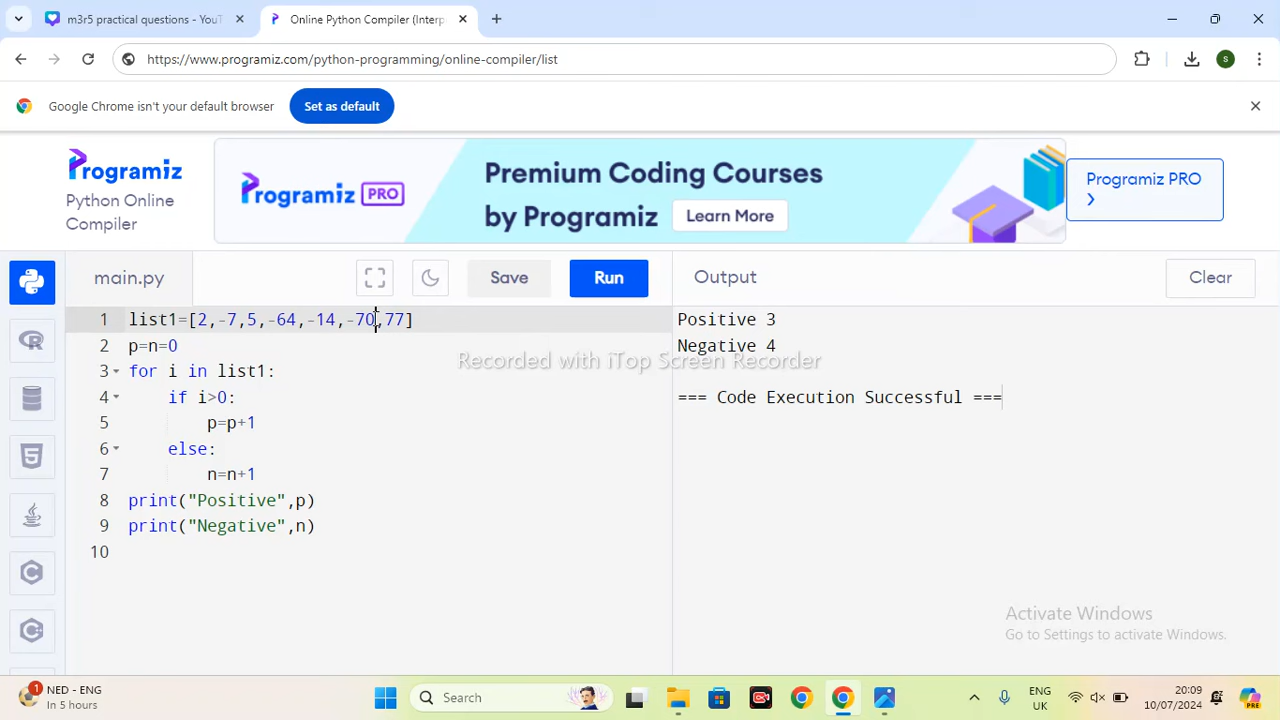 m3r5 practical questions - YouT
Online Python Compiler (Interp
https://www.programiz.com/python-programming/online-compiler/list
S
Google Chrome isn't your default browser
Set as default
Programiz
Python Online
Compiler
Programiz PRO
Premium Coding Courses
by Programiz
Learn More
Programiz PRO
main.py
Save
Run
Output
Clear
1 list1=[2,-7,5,-64,-14,-70,77]
2 p=n=0
3 for i in list1:
4 if i>0:
5 p=p+1
6 else:
7 n=n+1
8 print("Positive",p)
9 print("Negative",n)
10
Positive 3
Negative 4
=== Code Execution Successful ===
Recorded with iTop Screen Recorder
Activate Windows
Go to Settings to activate Windows.
1
NED - ENG
In 5 hours
Search
ENG
UK
20:09
10/07/2024
PRE